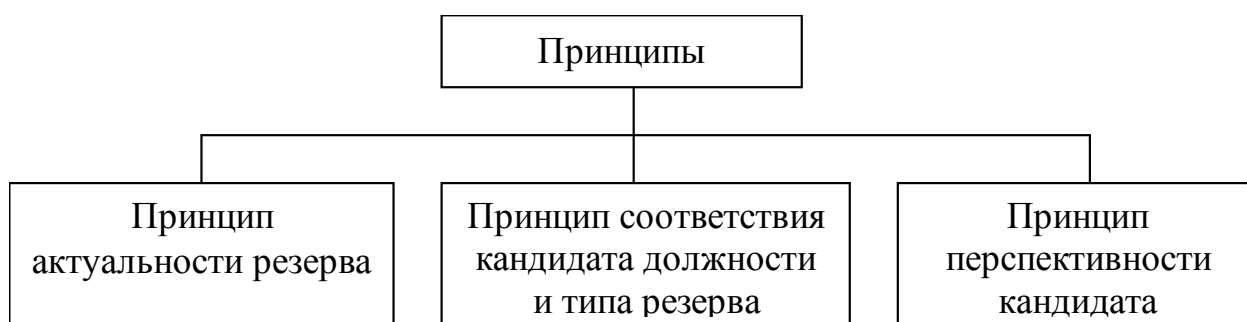 Принципы
Принцип
актуальности резерва
Принцип соответствия
кандидата должности
и типа резерва
Принцип
перспективности
кандидата